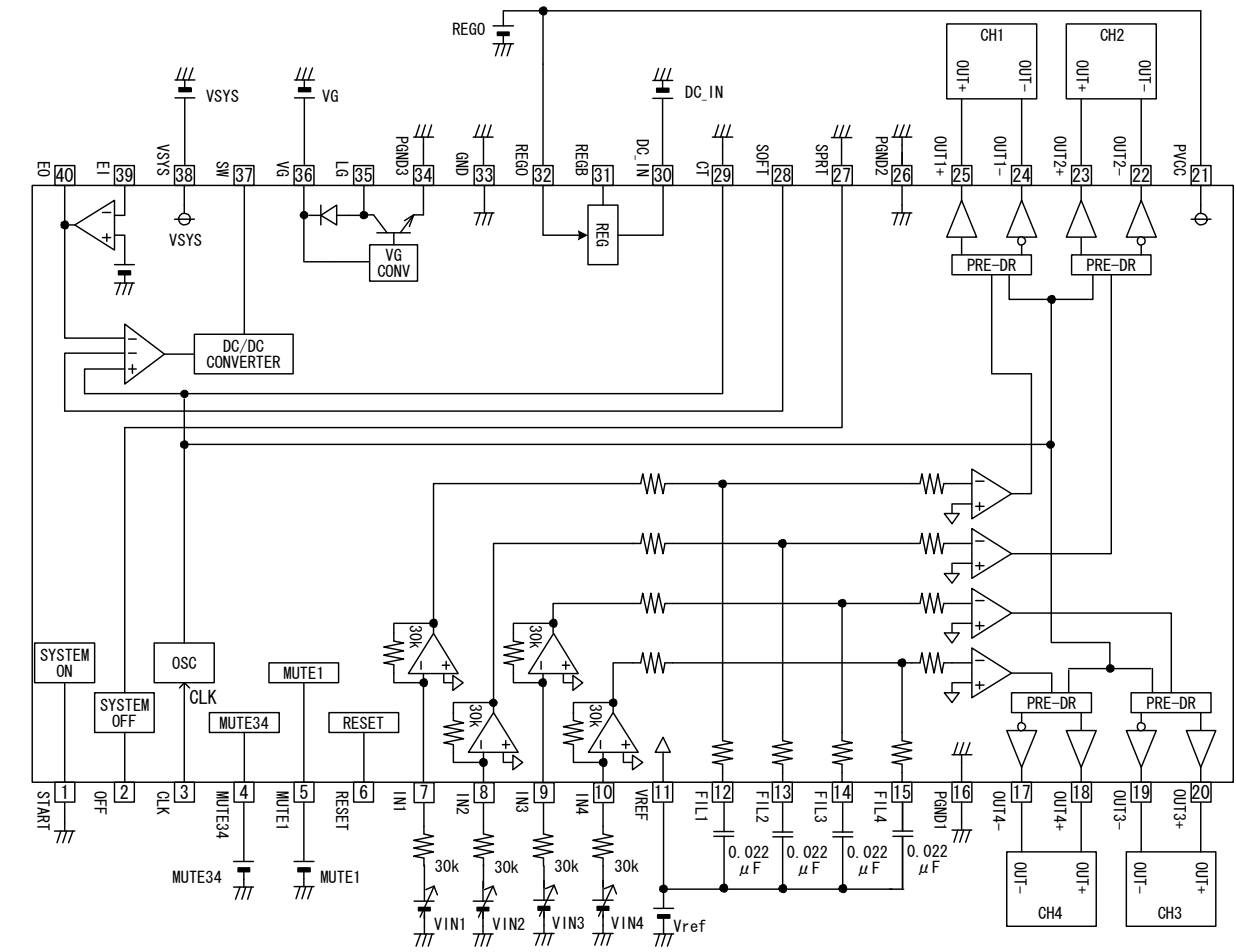 REGO
CH1
CH2
OUT+
OUT-
OUT+
OUT-
VSYS
VG
DC_IN
EO
EI
VSYS
SW
VG
LG
PGND3
GND
REGO
REGB
DC_IN
CT
SOFT
SPRT
PGND2
OUT1+
OUT1-
OUT2+
OUT2-
PVCC
40
39
38
37
36
35
34
33
32
31
30
29
28
27
26
25
24
23
22
21
-
+
VSYS
VG
CONV
REG
PRE-DR
PRE-DR
-
-
+
DC/DC
CONVERTER
-
+
-
+
-
+
-
+
30k
-
+
30k
-
+
30k
-
+
30k
-
+
SYSTEM
ON
OSC
CLK
SYSTEM
OFF
MUTE1
MUTE34
RESET
PRE-DR
PRE-DR
1
2
3
4
5
6
7
8
9
10
11
12
13
14
15
16
17
18
19
20
START
OFF
CLK
MUTE34
MUTE1
RESET
IN1
IN2
IN3
IN4
VREF
FIL1
FIL2
FIL3
FIL4
PGND1
OUT4-
OUT4+
OUT3-
OUT3+
30k
30k
30k
30k
0.022
μF
0.022
μF
0.022
μF
0.022
μF
MUTE34
MUTE1
VIN1
VIN2
VIN3
VIN4
Vref
OUT-
OUT+
OUT-
OUT+
CH4
CH3